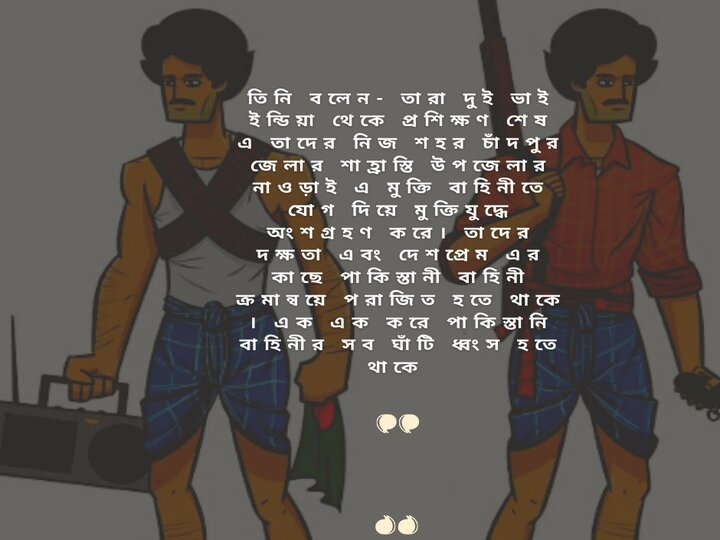 তিনি বলেন- তারা দুই ভাই
ইন্ডিয়া থেকে প্রশিক্ষণ শেষ
এ তাদের নিজ শহর চাঁদপুর
জেলার শাহ্রাস্তি উপজেলার
নাওড়াই এ মুক্তি বাহিনীতে
যোগ দিয়ে মুক্তিযুদ্ধে
অংশগ্রহণ করে। তাদের
দক্ষতা এবং দেশপ্রেম এর
কাছে পাকিস্তানী বাহিনী
ক্রমান্বয়ে পরাজিত হতে থাকে
। এক এক করে পাকিস্তানি
বাহিনীর সব ঘাঁটি ধ্বংস হতে
থাকে